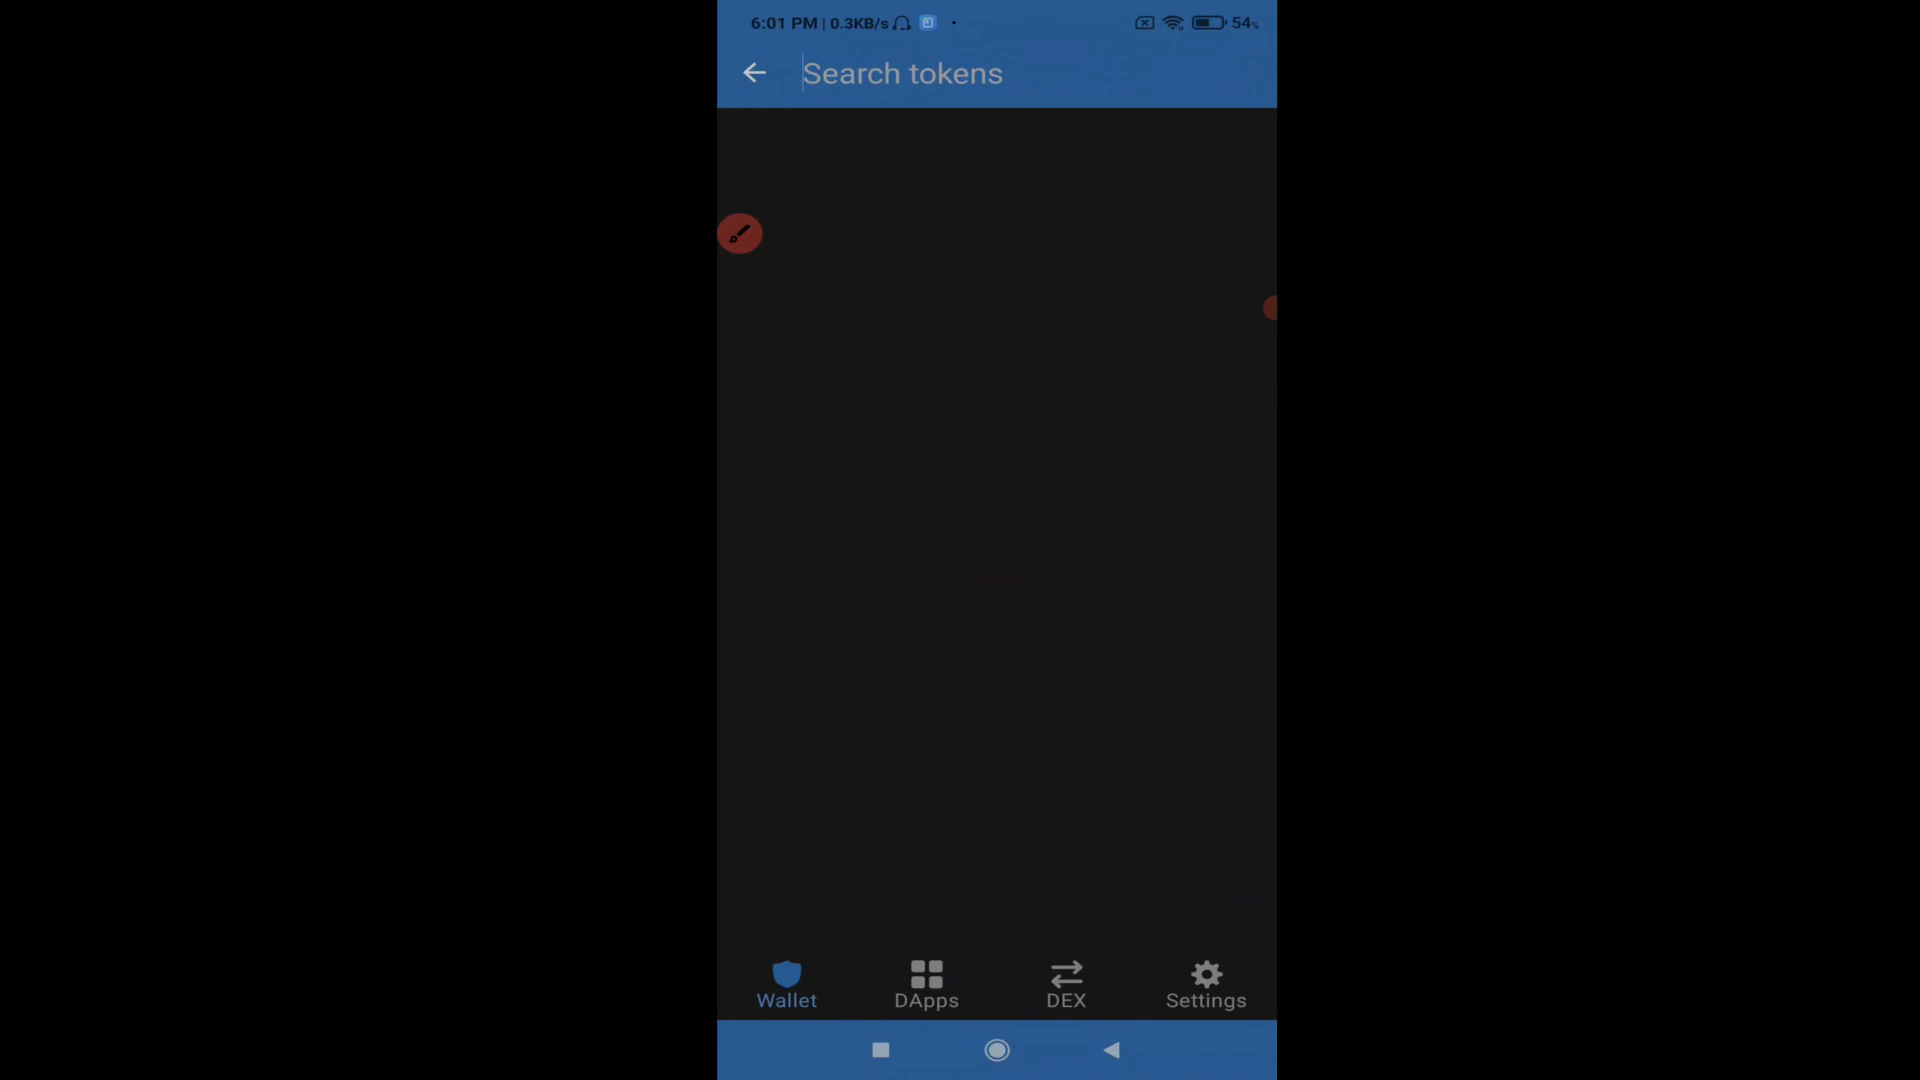 6:01 PM | 0.3KB/s 54%
Search tokens
Wallet DApps DEX Settings